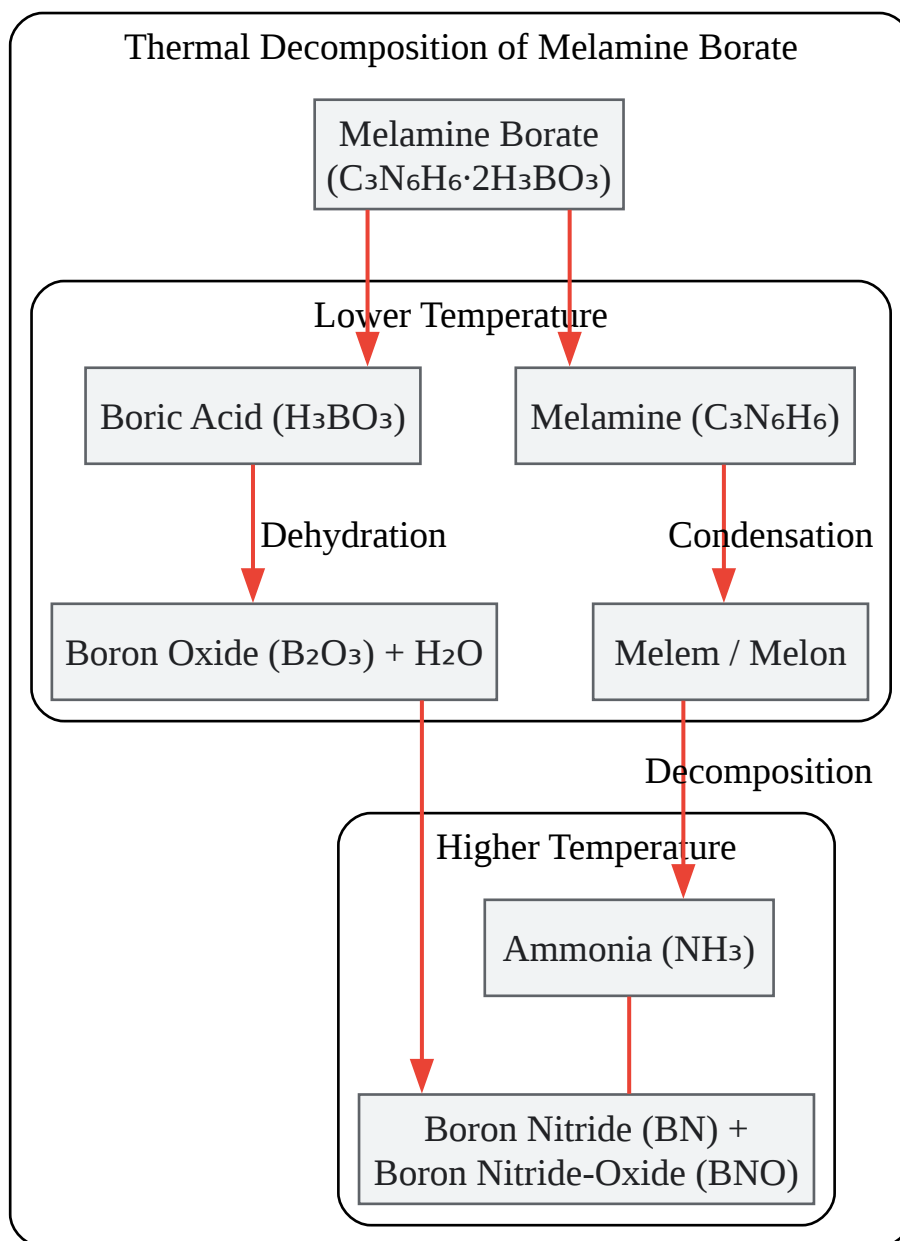 Thermal Decomposition of Melamine Borate
Melamine Borate
(C₃N₆H₆·2H₃BO₃)
Lower Temperature
Boric Acid (H₃BO₃)
Melamine (C₃N₆H₆)
Dehydration
Condensation
Boron Oxide (B₂O₃) + H₂O
Melem / Melon
Decomposition
Higher Temperature
Ammonia (NH₃)
Boron Nitride (BN) +
Boron Nitride-Oxide (BNO)